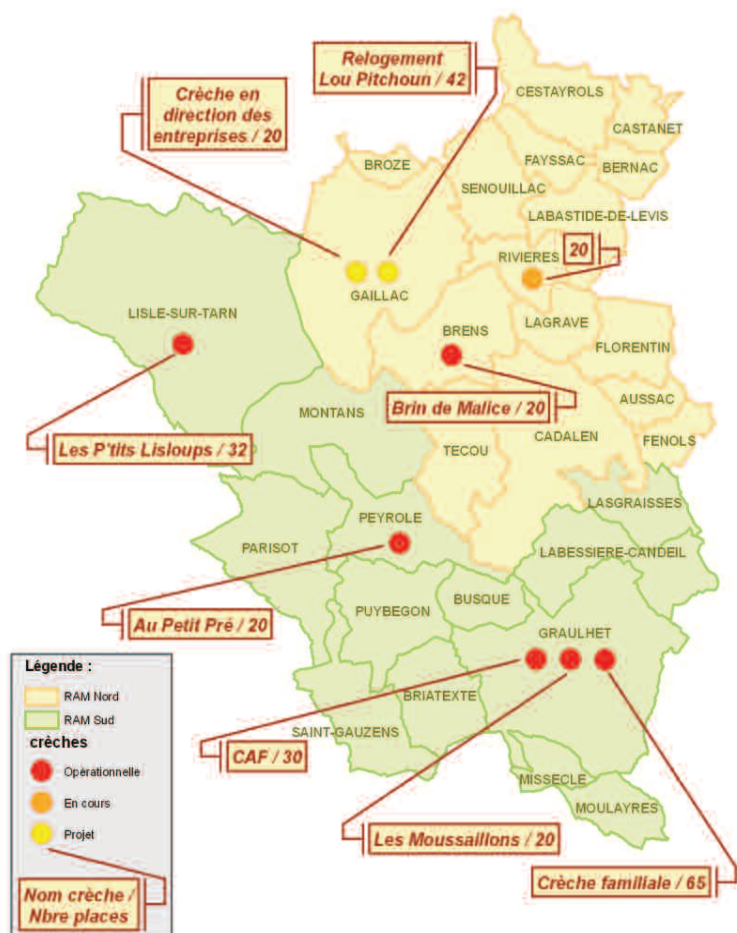 Relogement
Lou Pitchoun / 42
Crèche en
direction des
entreprises / 20
CESTAYROLS
CASTANET
BROZE
FAYSSAC
BERNAC
SENOUILLAC
LABASTIDE-DE-LEVIS
RIVIERES
20
GAILLAC
LISLE-SUR-TARN
BRENS
LAGRAVE
FLORENTIN
AUSSAC
MONTANS
Brin de Malice / 20
CADALEN
Les P'tits Lisloups / 32
TECOU
FENOLS
LASGRAISSES
PEYROLE
PARISOT
LABESSIERE-CANDEIL
BUSQUE
PUYBEGON
Au Petit Pré / 20
GRAULHET
BRIATEXTE
SAINT-GAUZENS
CAF / 30
MISSECLE
MOULAYRES
Les Moussaillons / 20
Crèche familiale / 65
Légende :
RAM Nord
RAM Sud
crèches
Opérationnelle
En cours
Projet
Nom crèche /
Nbre places